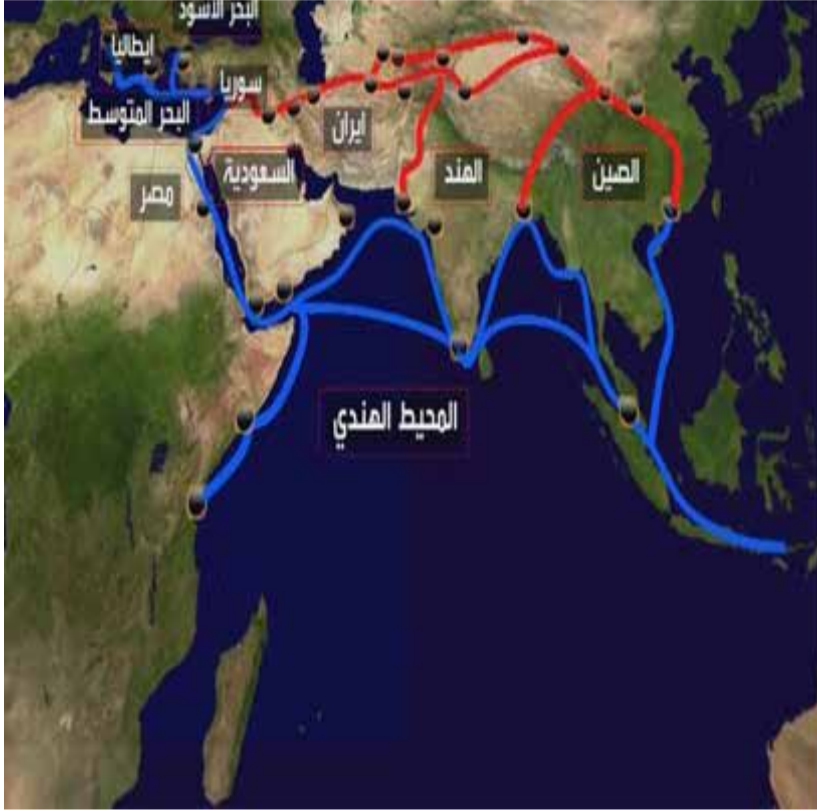 البحر الأسود
ايطاليا
سوريا
البحر المتوسط
ايران
السعودية
الهند
الصين
مصر
المحيط الهندي